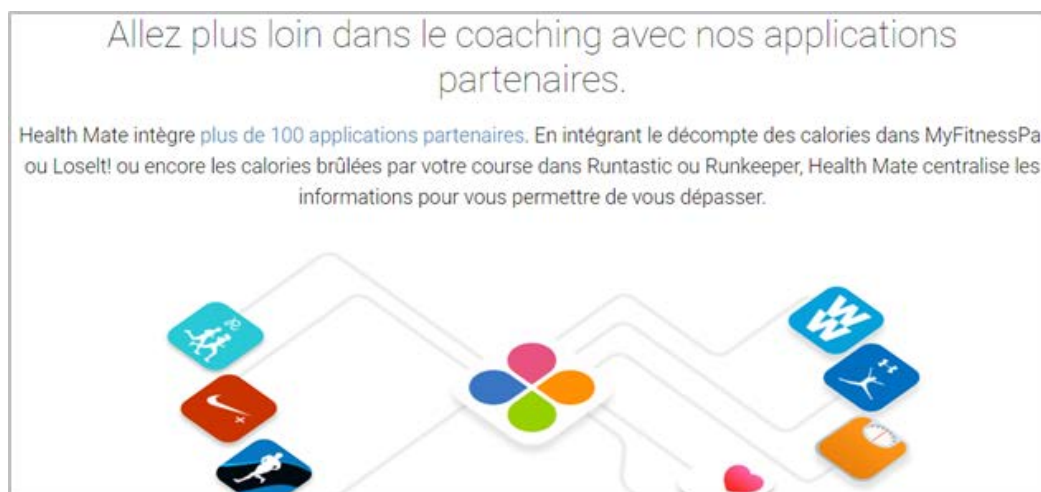 Allez plus loin dans le coaching avec nos applications
partenaires.
Health Mate intègre plus de 100 applications partenaires. En intégrant le décompte des calories dans MyFitnessPa
ou LoseIt! ou encore les calories brûlées par votre course dans Runtastic ou Runkeeper, Health Mate centralise les
informations pour vous permettre de vous dépasser.